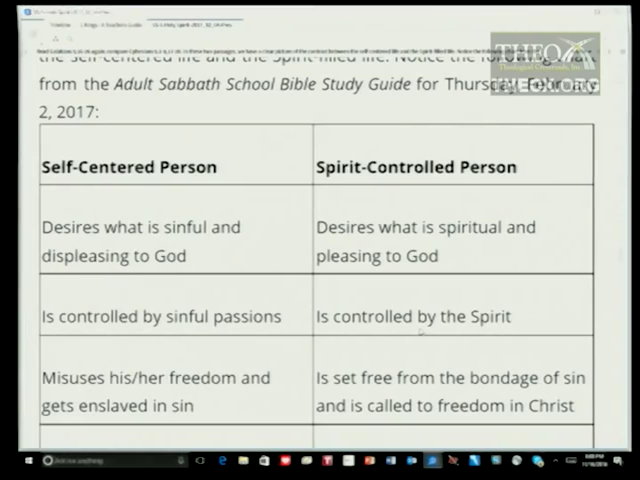 the Self-centered life and the Spirit-filled life. Notice the following chart
from the Adult Sabbath School Bible Study Guide for Thursday, February
2, 2017:
Self-Centered Person
Spirit-Controlled Person
Desires what is sinful and
displeasing to God
Desires what is spiritual and
pleasing to God
Is controlled by sinful passions
Is controlled by the Spirit
Misuses his/her freedom and
gets enslaved in sin
Is set free from the bondage of sin
and is called to freedom in Christ
THEO
THEOX.ORG